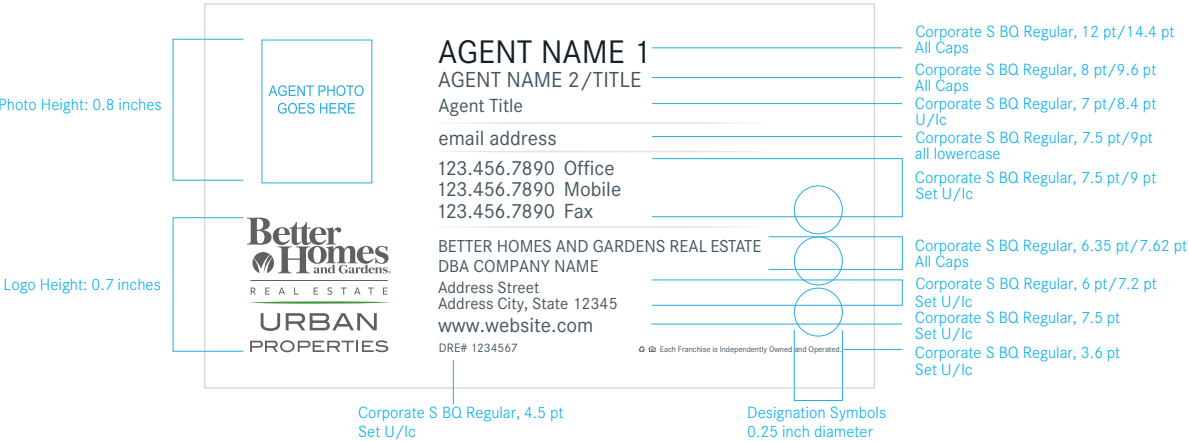 Photo Height: 0.8 inches
AGENT PHOTO
GOES HERE
Logo Height: 0.7 inches
Better
Homes
and Gardens.
REAL ESTATE
URBAN
PROPERTIES
AGENT NAME 1
AGENT NAME 2/TITLE
Agent Title
email address
123.456.7890 Office
123.456.7890 Mobile
123.456.7890 Fax
BETTER HOMES AND GARDENS REAL ESTATE
DBA COMPANY NAME
Address Street
Address City, State 12345
www.website.com
DRE# 1234567
Each Franchise is Independently Owned and Operated.
Corporate S BQ Regular, 12 pt/14.4 pt
All Caps
Corporate S BQ Regular, 8 pt/9.6 pt
All Caps
Corporate S BQ Regular, 7 pt/8.4 pt
U/lc
Corporate S BQ Regular, 7.5 pt/9pt
all lowercase
Corporate S BQ Regular, 7.5 pt/9 pt
Set U/lc
Corporate S BQ Regular, 6.35 pt/7.62 pt
All Caps
Corporate S BQ Regular, 6 pt/7.2 pt
Set U/lc
Corporate S BQ Regular, 7.5 pt
Set U/lc
Corporate S BQ Regular, 3.6 pt
Set U/lc
Corporate S BQ Regular, 4.5 pt
Set U/lc
Designation Symbols
0.25 inch diameter